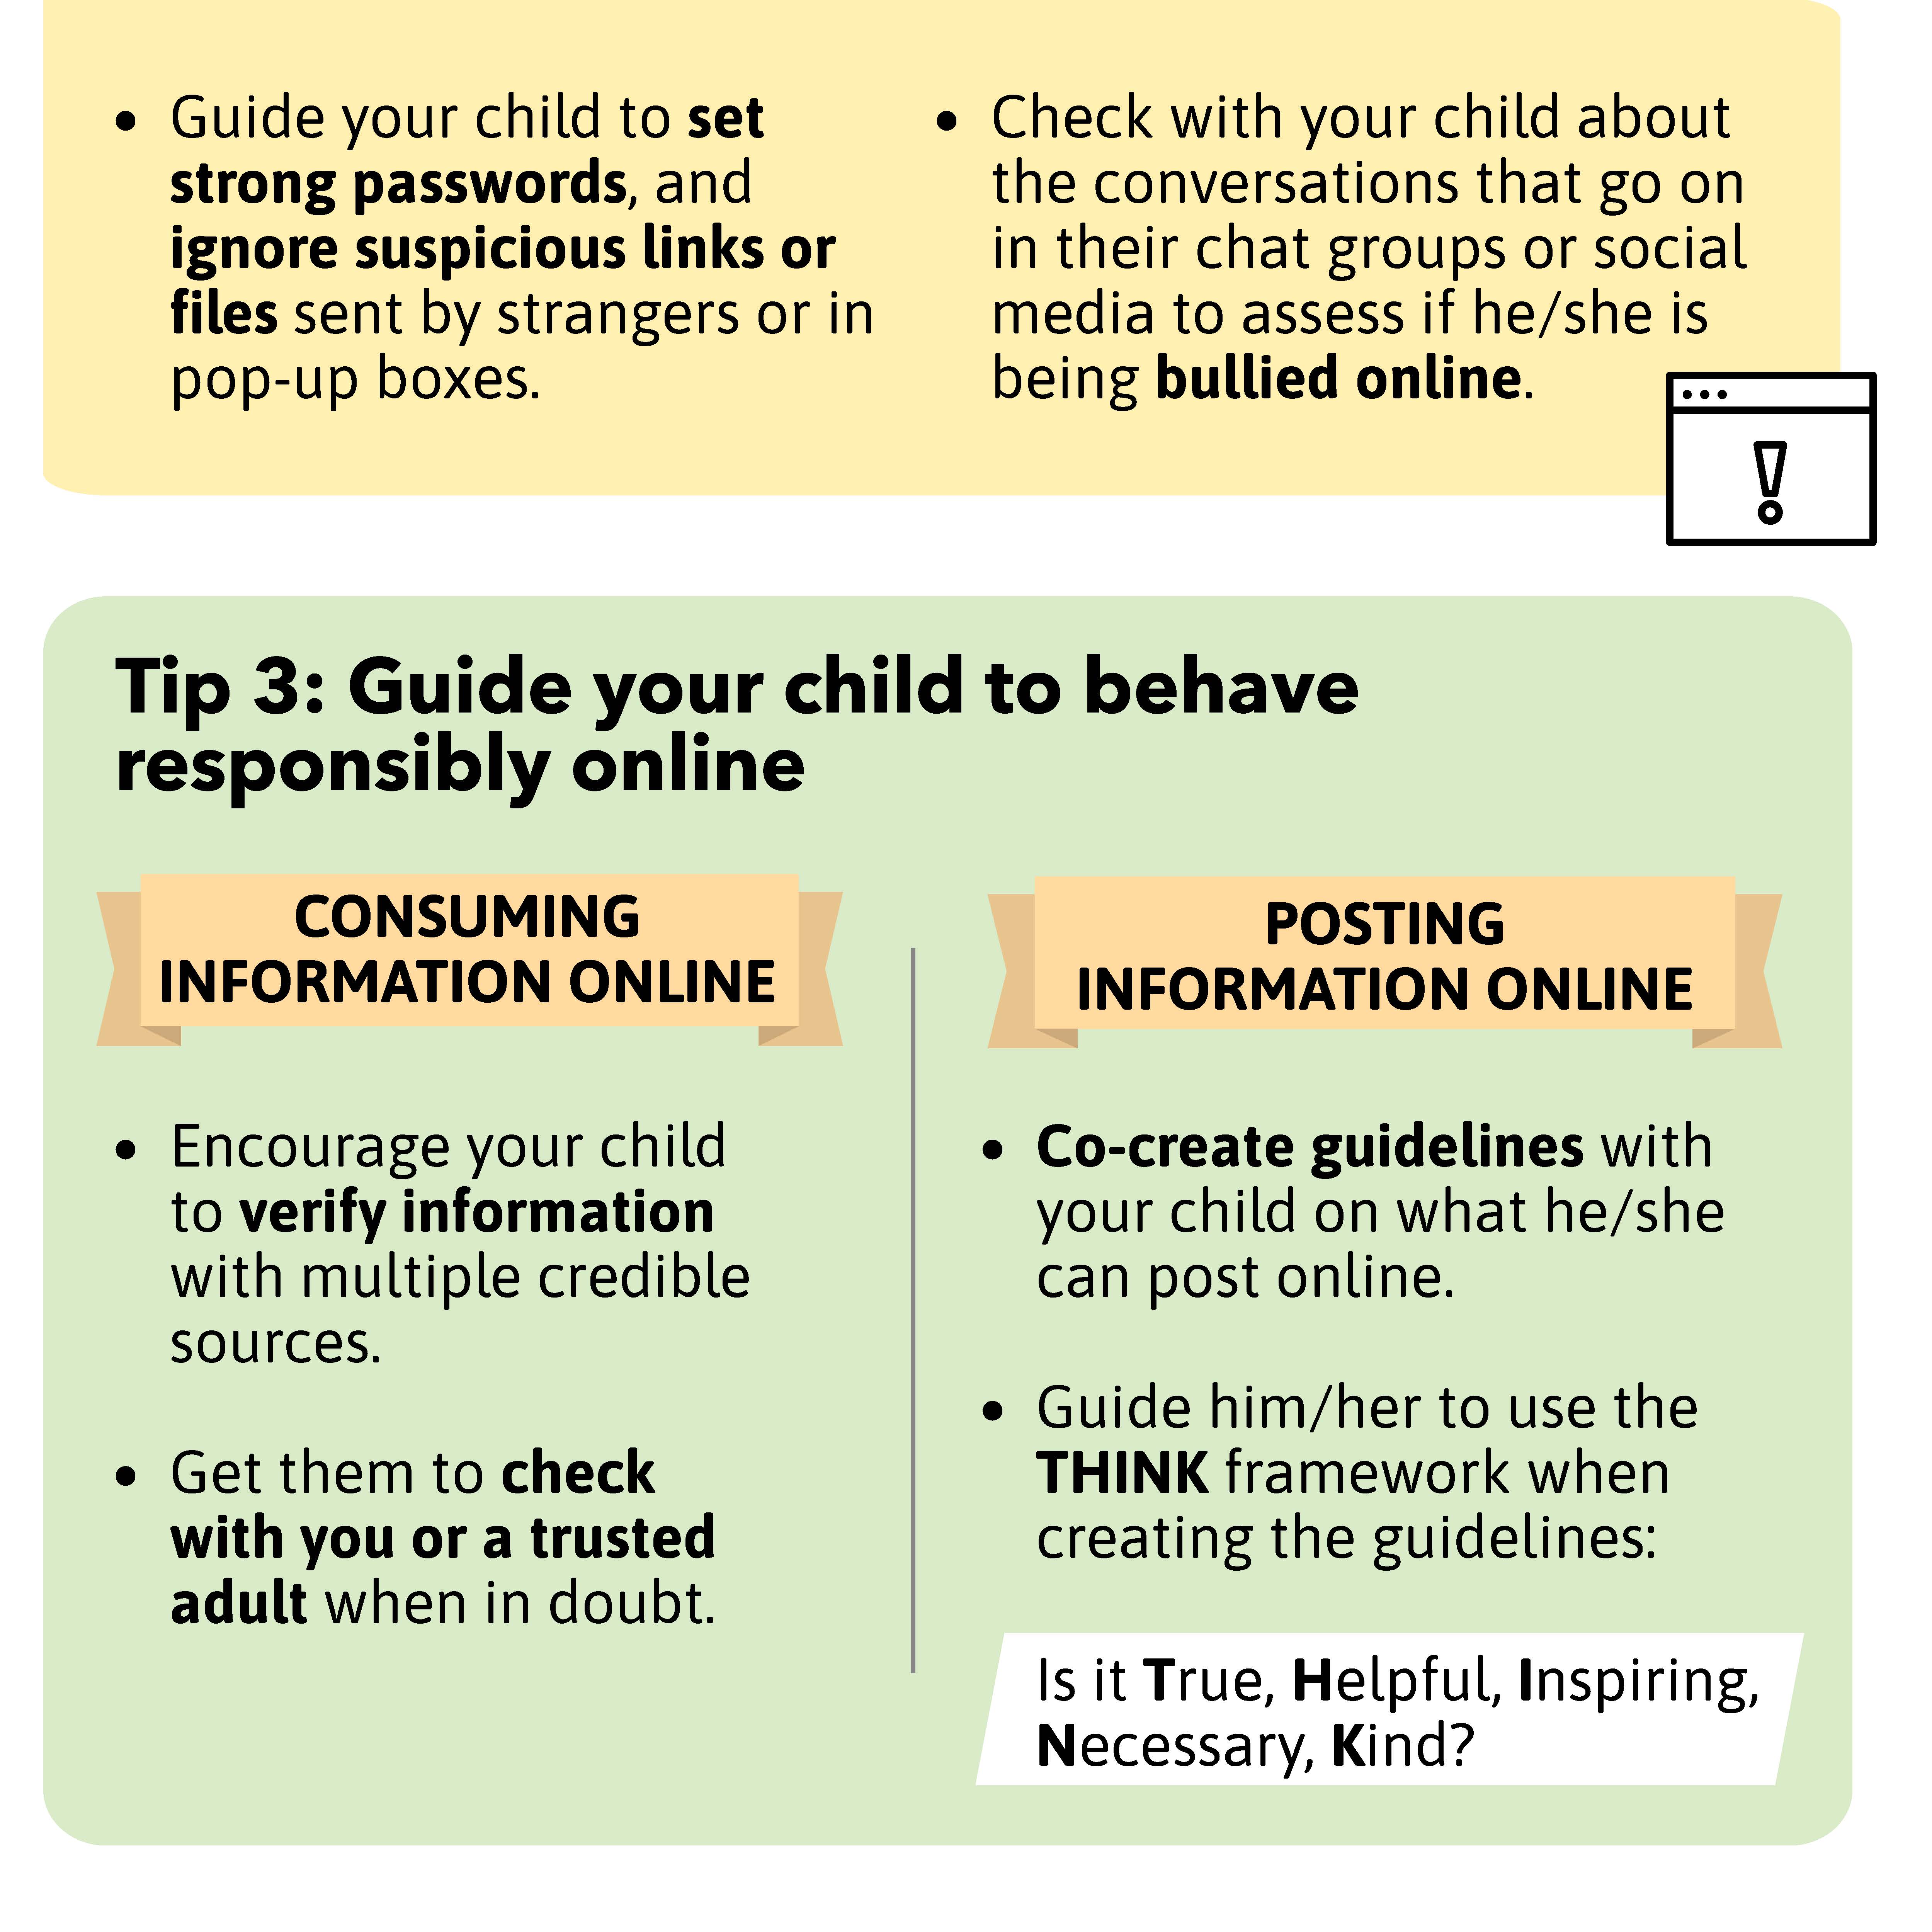 • Guide your child to set
strong passwords, and
ignore suspicious links or
files sent by strangers or in
pop-up boxes.
• Check with your child about
the conversations that go on
in their chat groups or social
media to assess if he/she is
being bullied online.
!
Tip 3: Guide your child to behave
responsibly online
CONSUMING
INFORMATION ONLINE
• Encourage your child
to verify information
with multiple credible
sources.
• Get them to check
with you or a trusted
adult when in doubt.
POSTING
INFORMATION ONLINE
• Co-create guidelines with
your child on what he/she
can post online.
• Guide him/her to use the
THINK framework when
creating the guidelines:
Is it True, Helpful, Inspiring,
Necessary, Kind?